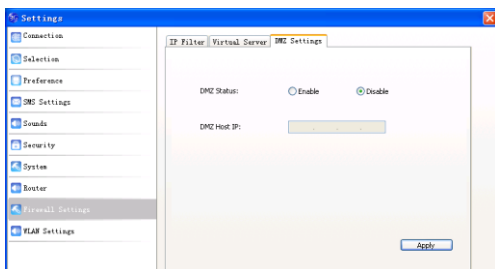 Settings
Connection
Selection
Preference
SMS Settings
Sounds
Security
System
Router
Firewall Settings
WLAN Settings
IP Filter Virtual Server DMZ Settings
DMZ Status: Enable Disable
DMZ Host IP: . . .
Apply